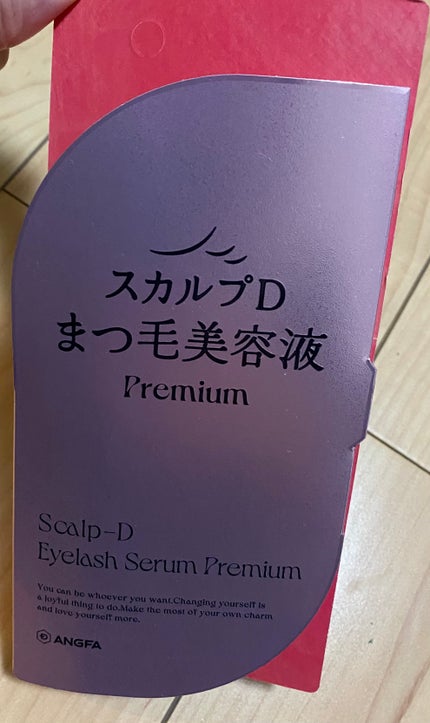 スカルプD
まつ毛美容液
Premium
Scalp-D
Eyelash Serum Premium
You can be whoever you want.Changing yourself is
a joyful thing to do.Make the most of your own charm
and love yourself more.
ANGFA